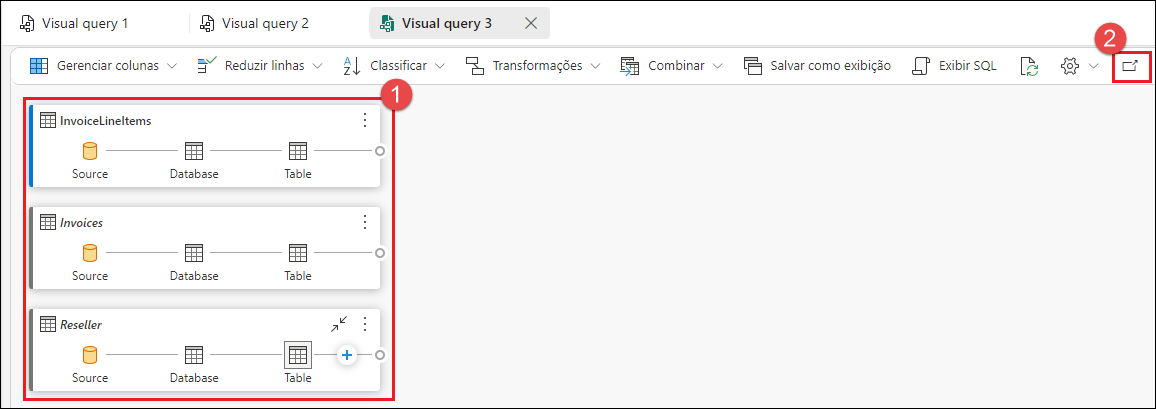 Visual query 1 Visual query 2 Visual query 3
2
Gerenciar colunas Reduzir linhas Classificar Transformações Combinar Salvar como exibição Exibir SQL
1
InvoiceLineItems
Source Database Table
Invoices
Source Database Table
Reseller
Source Database Table